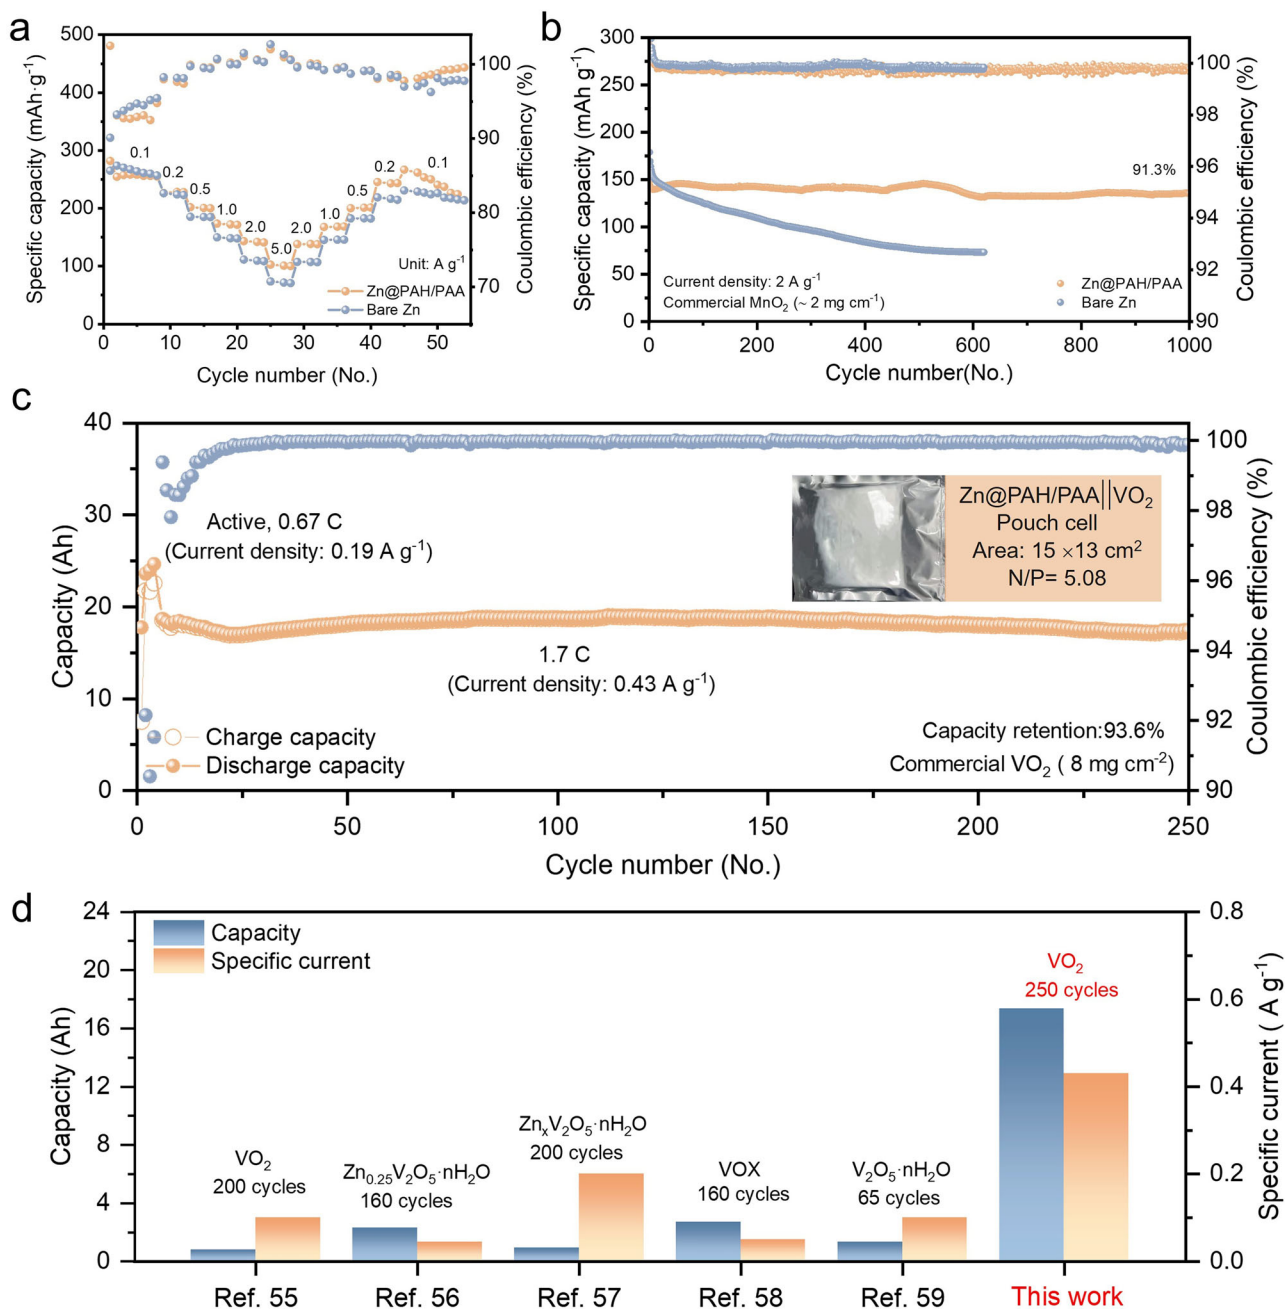 a
500
400
300
200
100
0
Specific capacity (mAh·g⁻¹)
0.1
0.2
0.5
1.0
2.0
5.0
2.0
1.0
0.5
0.2
0.1
Unit: A g⁻¹
Zn@PAH/PAA
Bare Zn
100
90
80
70
Coulombic efficiency (%)
0 10 20 30 40 50
Cycle number (No.)
b
300
275
250
225
200
175
150
125
100
75
50
25
0
Specific capacity (mAh g⁻¹)
91.3%
Current density: 2 A g⁻¹
Commercial MnO₂ (~ 2 mg cm⁻¹)
Zn@PAH/PAA
Bare Zn
100
98
96
94
92
90
Coulombic efficiency (%)
0 200 400 600 800 1000
Cycle number(No.)
c
40
30
20
10
0
Capacity (Ah)
Active, 0.67 C
(Current density: 0.19 A g⁻¹)
Zn@PAH/PAA||VO₂
Pouch cell
Area: 15 ×13 cm²
N/P= 5.08
1.7 C
(Current density: 0.43 A g⁻¹)
Charge capacity
Discharge capacity
Capacity retention:93.6%
Commercial VO₂ ( 8 mg cm⁻²)
100
98
96
94
92
90
Coulombic efficiency (%)
0 50 100 150 200 250
Cycle number (No.)
d
24
20
16
12
8
4
0
Capacity (Ah)
Capacity
Specific current
VO₂
200 cycles
Zn₀.₂₅V₂O₅·nH₂O
160 cycles
ZnₓV₂O₅·nH₂O
200 cycles
VOX
160 cycles
V₂O₅·nH₂O
65 cycles
VO₂
250 cycles
0.8
0.6
0.4
0.2
0.0
Specific current ( A g⁻¹)
Ref. 55 Ref. 56 Ref. 57 Ref. 58 Ref. 59 This work